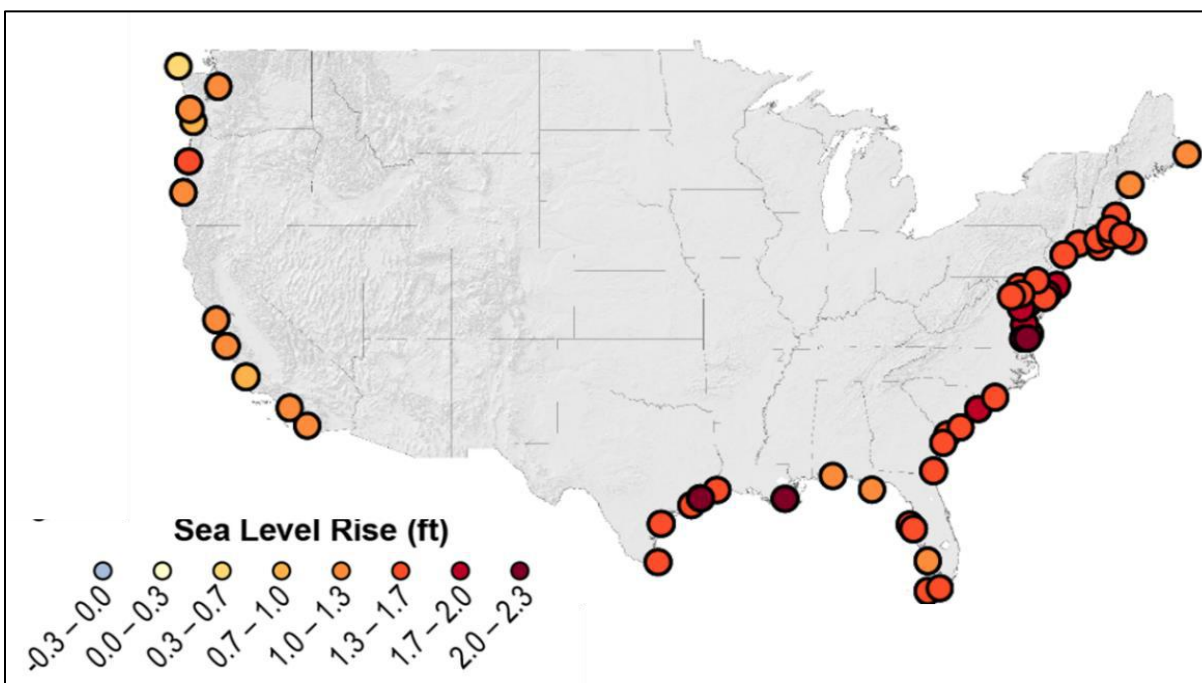 Sea Level Rise (ft)
-0.3 – 0.0
0.0 – 0.3
0.3 – 0.7
0.7 – 1.0
1.0 – 1.3
1.3 – 1.7
1.7 – 2.0
2.0 – 2.3